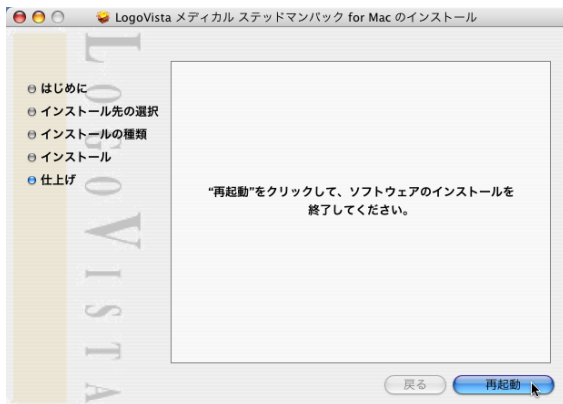 LogoVista メディカル ステッドマンパック for Mac のインストール
はじめに
インストール先の選択
インストールの種類
インストール
仕上げ
"再起動"をクリックして、ソフトウェアのインストールを
終了してください。
戻る
再起動
LOGOVISTA